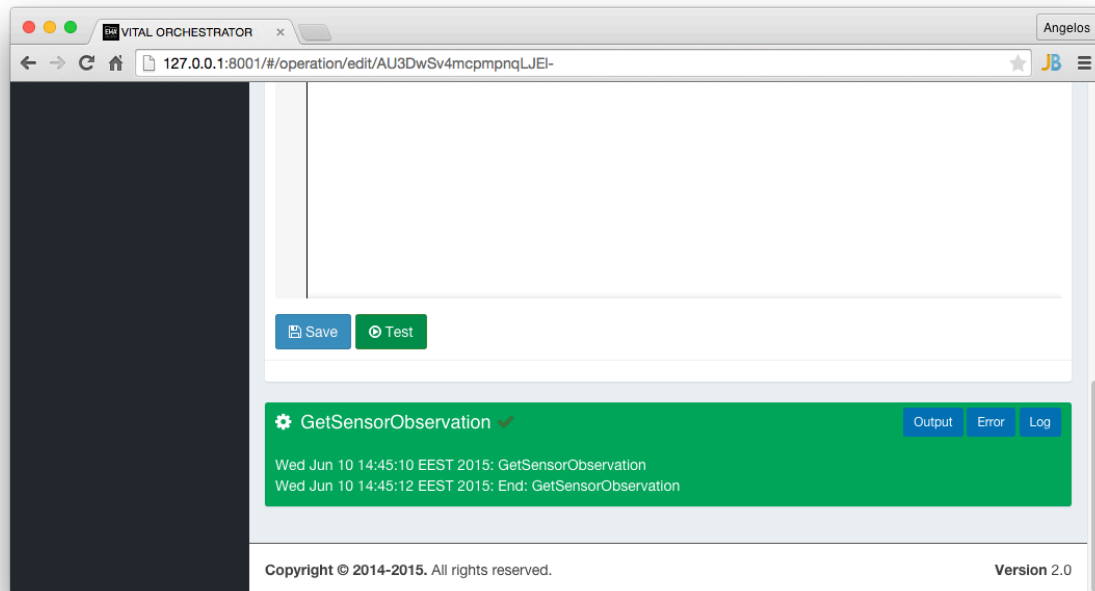 VITAL ORCHESTRATOR
Angelos
127.0.0.1:8001/#/operation/edit/AU3DwSv4mcpmpnqLJEl-
JB
Save Test
GetSensorObservation Output Error Log
Wed Jun 10 14:45:10 EEST 2015: GetSensorObservation
Wed Jun 10 14:45:12 EEST 2015: End: GetSensorObservation
Copyright © 2014-2015. All rights reserved. Version 2.0